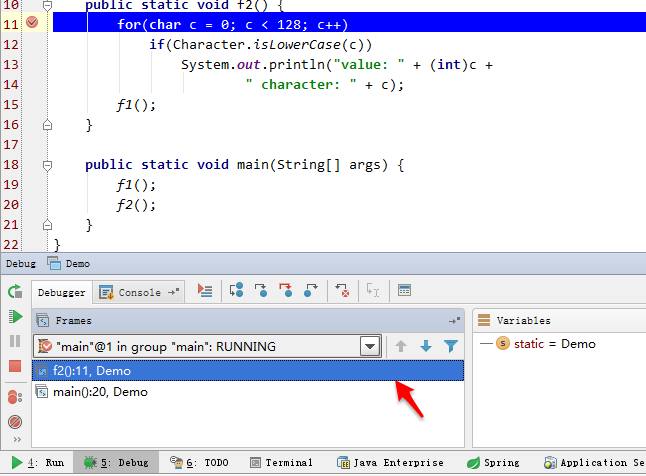 10 public static void f2() {
11 for(char c = 0; c < 128; c++)
12 if(Character.isLowerCase(c))
13 System.out.println("value: " + (int)c +
14 " character: " + c);
15 f1();
16 }
17
18 public static void main(String[] args) {
19 f1();
20 f2();
21 }
22 }
Debug Demo
Debugger Console
Frames Variables
"main"@1 in group "main": RUNNING s static = Demo
f2():11, Demo
main():20, Demo
4: Run 5: Debug 6: TODO Terminal Java Enterprise Spring Application Se